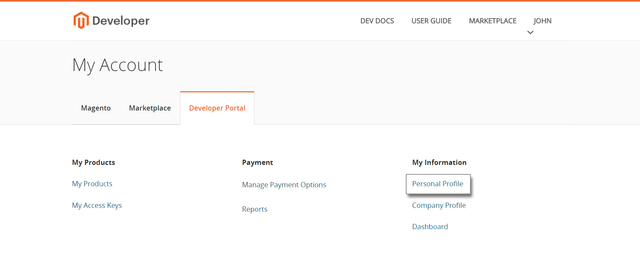 Developer
DEV DOCS USER GUIDE MARKETPLACE JOHN
My Account
Magento Marketplace Developer Portal
My Products Payment My Information
My Products Manage Payment Options Personal Profile
My Access Keys Reports Company Profile
Dashboard